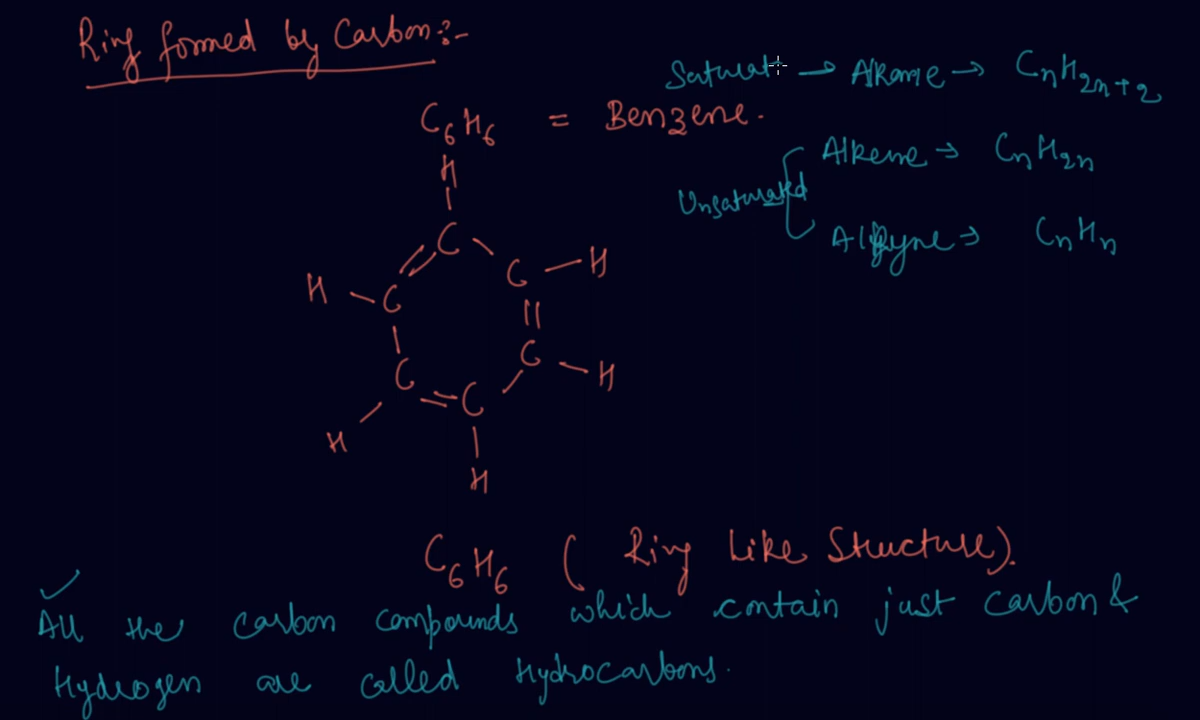 Ring formed by Carbon:-
C6H6 = Benzene.
Saturat → Alkane → CnH2n+2
Unsaturated
Alkene → CnH2n
Alkyne → CnHn
H
C
C - H
H - C
C - H
C = C
H
H
C6H6 ( Ring Like Structure).
All the carbon compounds which contain just carbon &
Hydrogen are called Hydrocarbons.